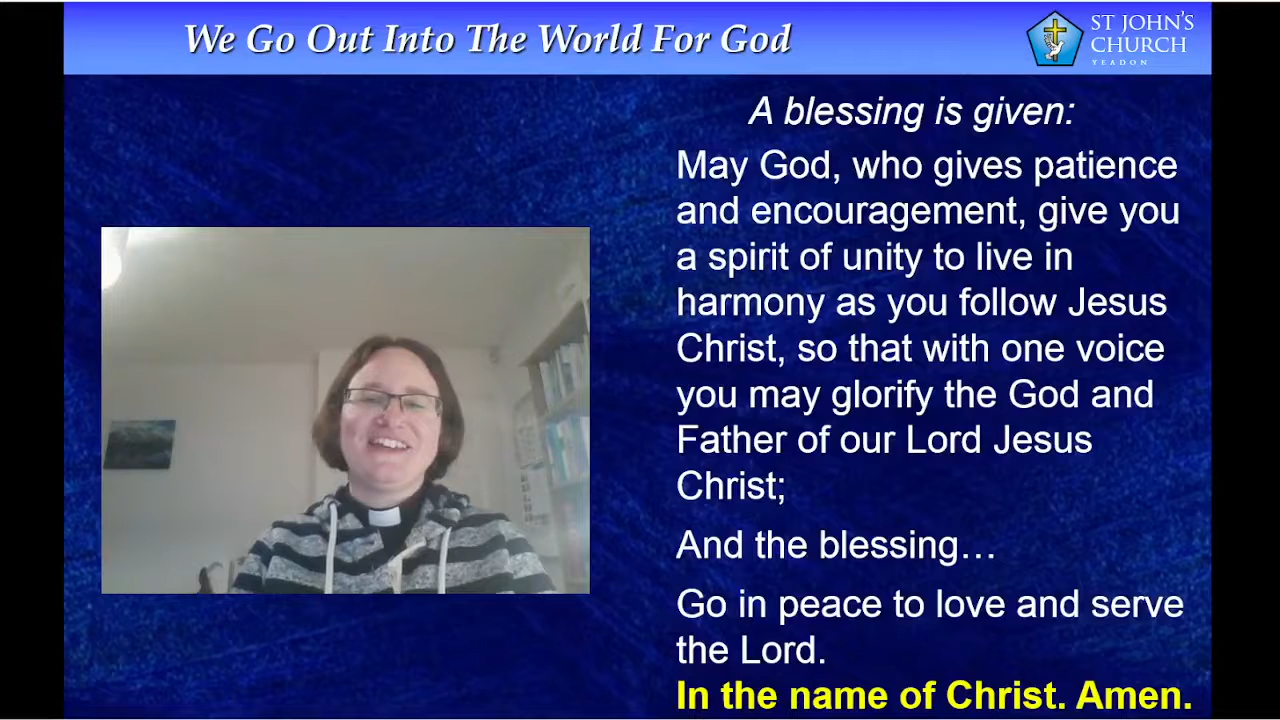 We Go Out Into The World For God
ST JOHN'S
CHURCH
YEADON
A blessing is given:
May God, who gives patience
and encouragement, give you
a spirit of unity to live in
harmony as you follow Jesus
Christ, so that with one voice
you may glorify the God and
Father of our Lord Jesus
Christ;
And the blessing…
Go in peace to love and serve
the Lord.
In the name of Christ. Amen.